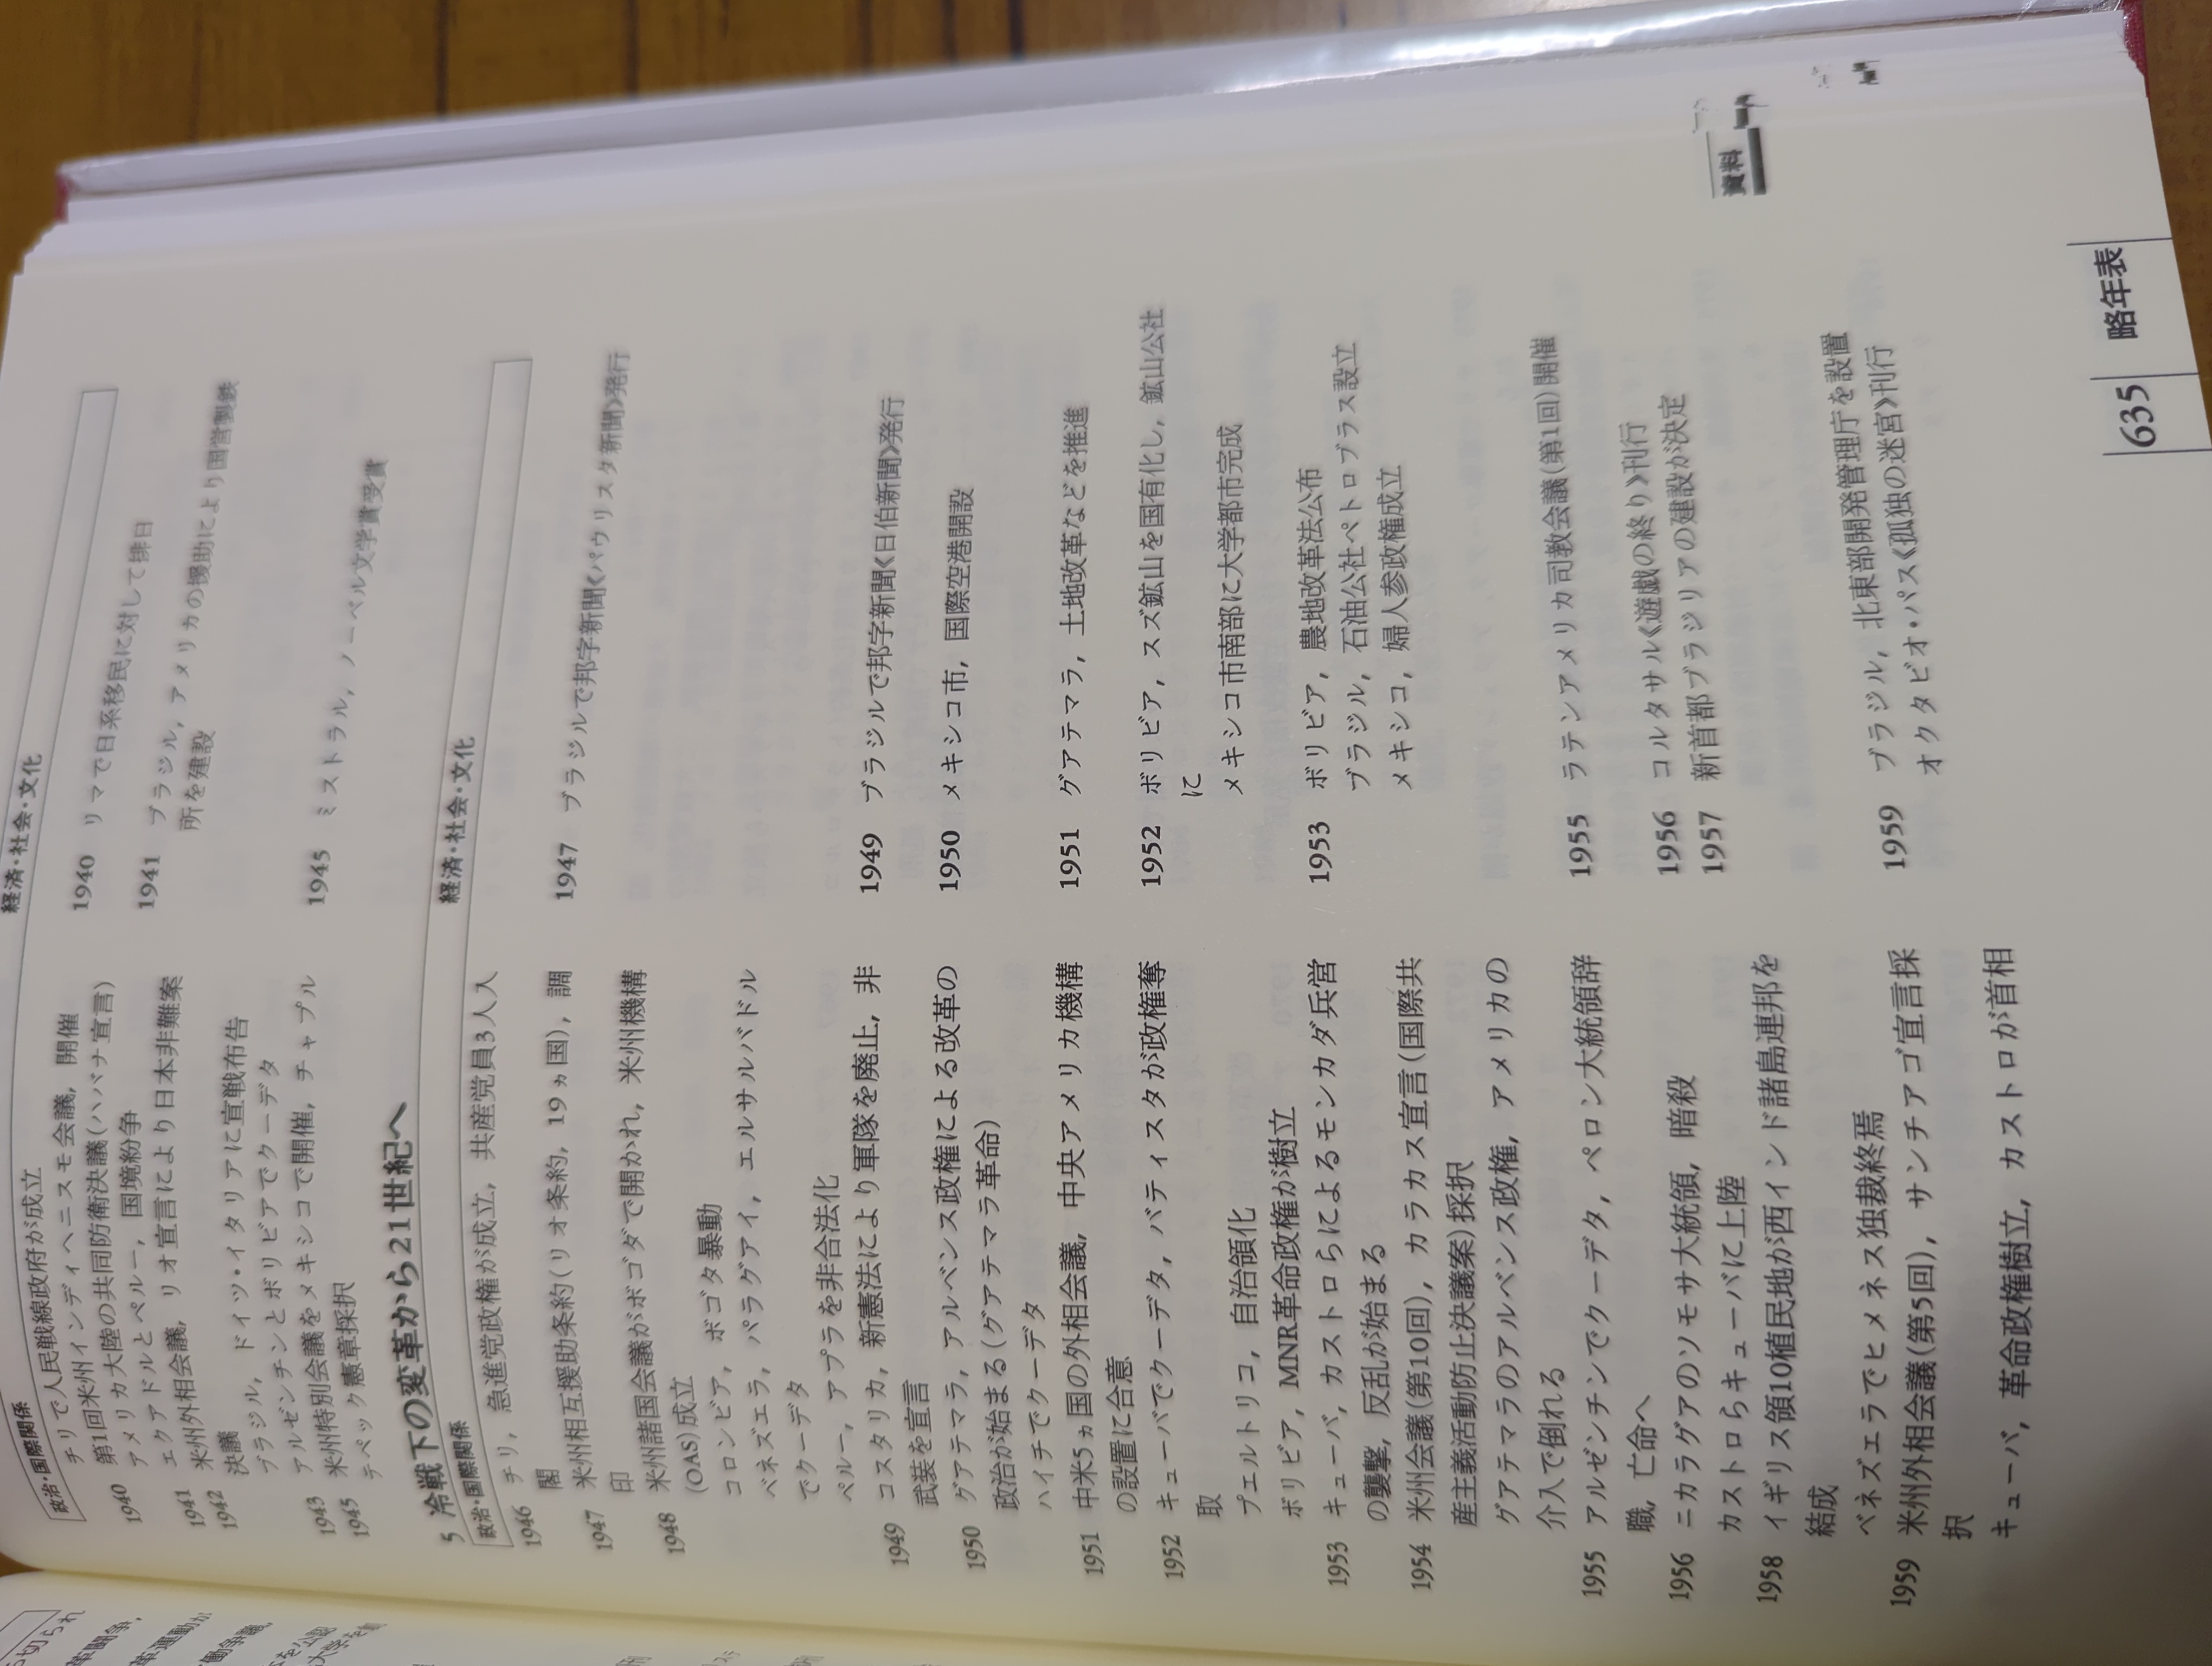 政治・国際関係
チリで人民戦線政府が成立
1940 第1回米州インディヘニスモ会議，開催
アメリカ大陸の共同防衛決議(ハバナ宣言)
1941 エクアドルとペルー，国境紛争
1942 米州外相会議，リオ宣言により日本非難案
決議
ブラジル，ドイツ・イタリアに宣戦布告
1943 アルゼンチンとボリビアでクーデタ
1945 米州特別会議をメキシコで開催，チャプル
テペック憲章採択
経済・社会・文化
1940 リマで日系移民に対して排日
1941 ブラジル，アメリカの援助により国営製鉄
所を建設
1945 ミストラル，ノーベル文学賞受賞
5 冷戦下の変革から21世紀へ
政治・国際関係
1946 チリ，急進党政権が成立，共産党員3人入
閣
1947 米州相互援助条約(リオ条約，19ヵ国)，調
印
1948 米州諸国会議がボゴダで開かれ，米州機構
(OAS)成立
コロンビア，ボゴタ暴動
ベネズエラ，パラグアイ，エルサルバドル
でクーデタ
ペルー，アプラを非合法化
1949 コスタリカ，新憲法により軍隊を廃止，非
武装を宣言
1950 グアテマラ，アルベンス政権による改革の
政治が始まる(グアテマラ革命)
ハイチでクーデタ
1951 中米5ヵ国の外相会議，中央アメリカ機構
の設置に合意
1952 キューバでクーデタ，バティスタが政権奪
取
プエルトリコ，自治領化
ボリビア，MNR革命政権が樹立
1953 キューバ，カストロらによるモンカダ兵営
の襲撃，反乱が始まる
1954 米州会議(第10回)，カラカス宣言(国際共
産主義活動防止決議案)採択
グアテマラのアルベンス政権，アメリカの
介入で倒れる
1955 アルゼンチンでクーデタ，ペロン大統領辞
職，亡命へ
1956 ニカラグアのソモサ大統領，暗殺
カストロらキューバに上陸
1958 イギリス領10植民地が西インド諸島連邦を
結成
ベネズエラでヒメネス独裁終焉
1959 米州外相会議(第5回)，サンチアゴ宣言採
択
キューバ，革命政権樹立，カストロが首相
経済・社会・文化
1947 ブラジルで邦字新聞《パウリスタ新聞》発行
1949 ブラジルで邦字新聞《日伯新聞》発行
1950 メキシコ市，国際空港開設
1951 グアテマラ，土地改革などを推進
1952 ボリビア，スズ鉱山を国有化し，鉱山公社
に
メキシコ市南部に大学都市完成
1953 ボリビア，農地改革法公布
ブラジル，石油公社ペトロブラス設立
メキシコ，婦人参政権成立
1955 ラテンアメリカ司教会議(第1回)開催
1956 コルタサル《遊戯の終り》刊行
1957 新首都ブラジリアの建設が決定
1959 ブラジル，北東部開発管理庁を設置
オクタビオ・パス《孤独の迷宮》刊行
資料
635 略年表